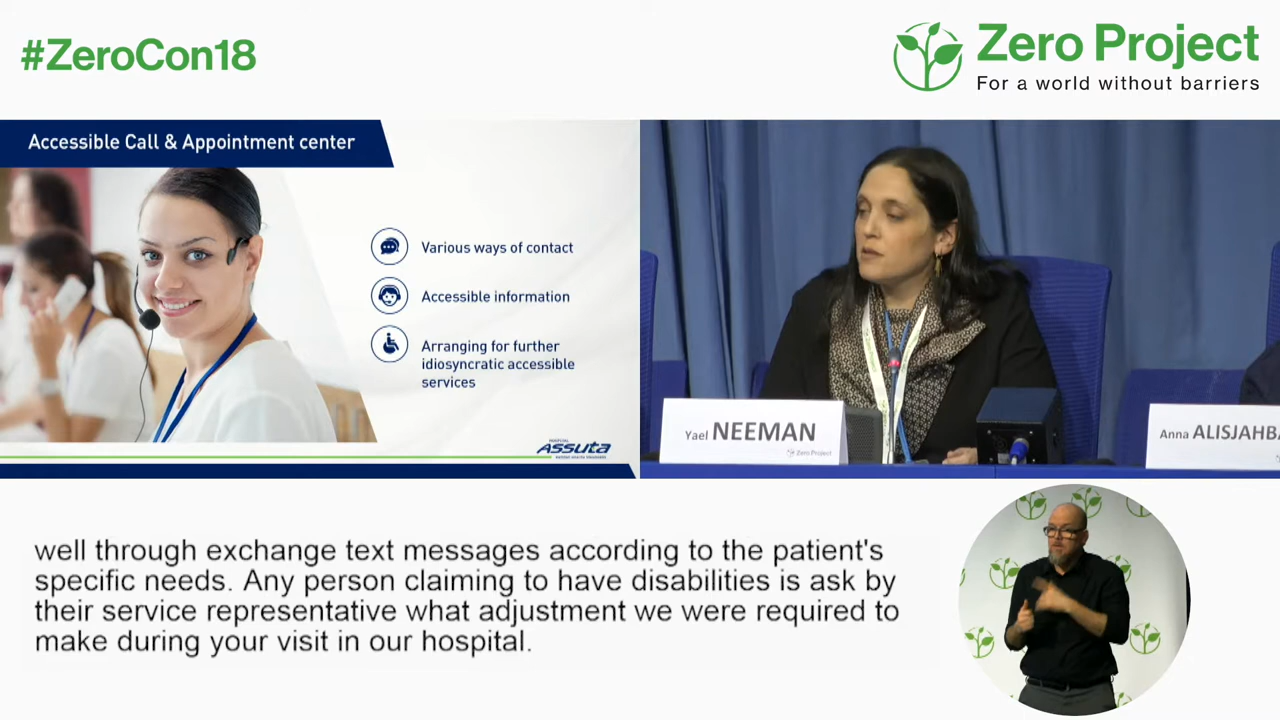 #ZeroCon18
Zero Project
For a world without barriers
Accessible Call & Appointment center
Various ways of contact
Accessible information
Arranging for further
idiosyncratic accessible
services
ASSUTA
Yael NEEMAN
Zero Project
Anna ALISJAHBA
well through exchange text messages according to the patient's
specific needs. Any person claiming to have disabilities is ask by
their service representative what adjustment we were required to
make during your visit in our hospital.